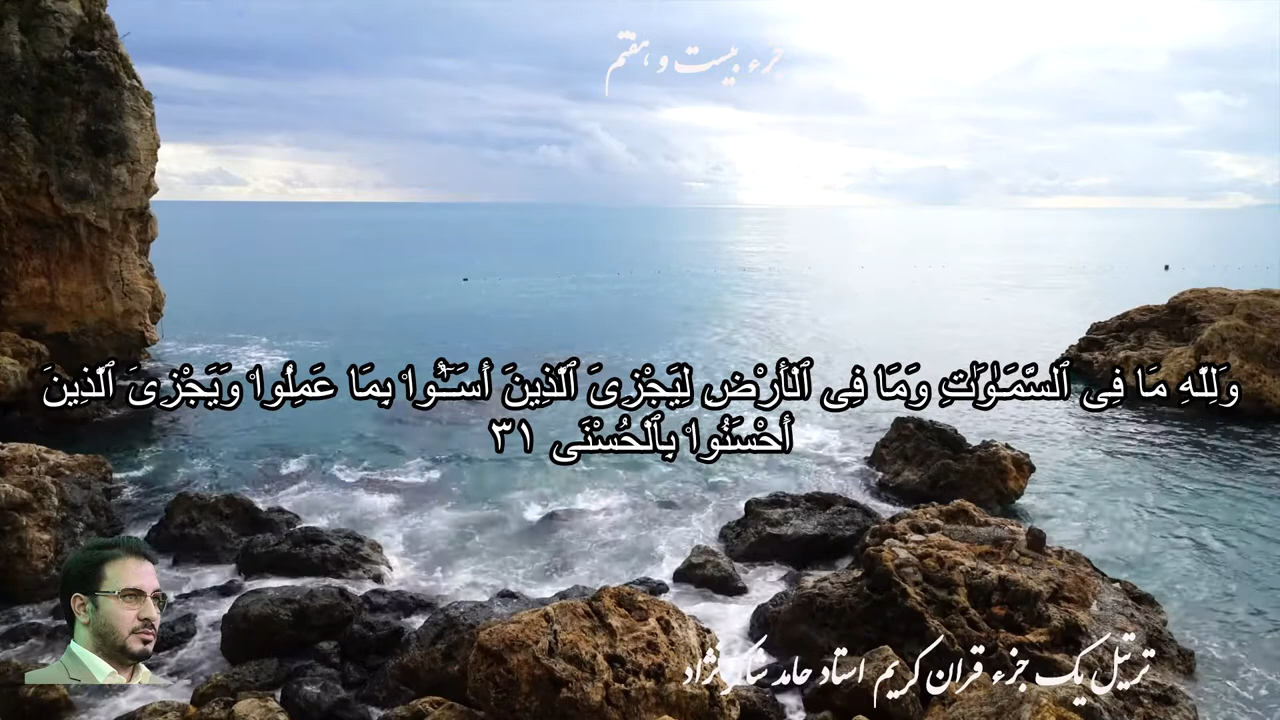 جزء بیست و هفتم
وَلِلَّهِ مَا فِى ٱلسَّمَـٰوَٰتِ وَمَا فِى ٱلْأَرْضِ لِيَجْزِىَ ٱلَّذِينَ أَسَـٰٓـُٔوا۟ بِمَا عَمِلُوا۟ وَيَجْزِىَ ٱلَّذِينَ
أَحْسَنُوا۟ بِٱلْحُسْنَى ٣١
ترتیل یک جزء قران کریم استاد حامد شاکرنژاد